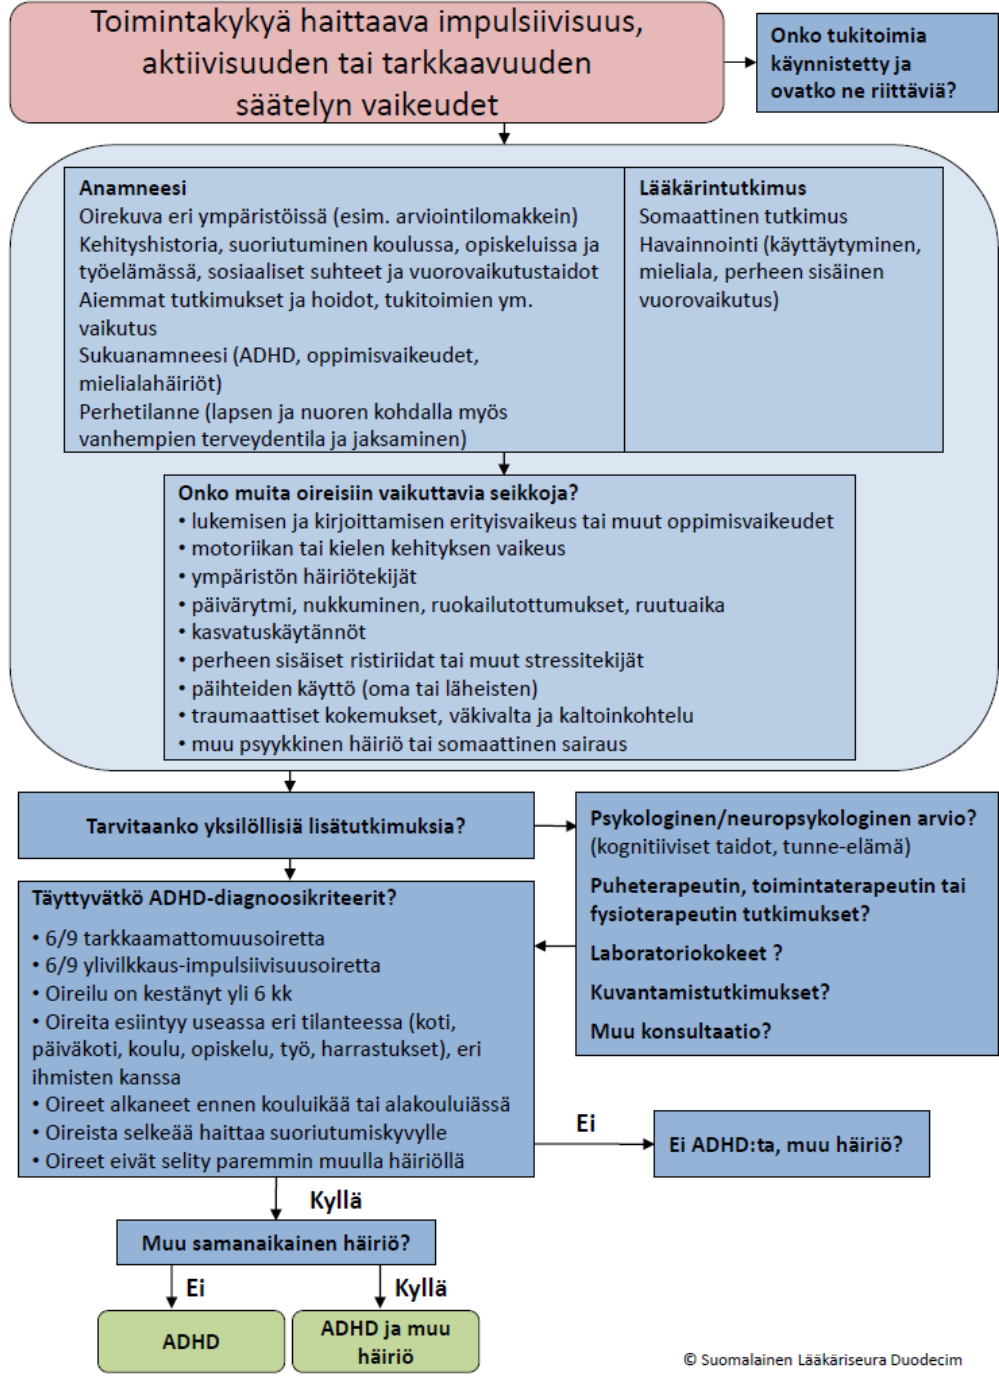 Toimintakykyä haittaava impulsiivisuus,
aktiivisuuden tai tarkkaavuuden
säätelyn vaikeudet
Onko tukitoimia
käynnistetty ja
ovatko ne riittäviä?
Anamneesi
Oirekuva eri ympäristöissä (esim. arviointilomakkein)
Kehityshistoria, suoriutuminen koulussa, opiskeluissa ja
työelämässä, sosiaaliset suhteet ja vuorovaikutustaidot
Aiemmat tutkimukset ja hoidot, tukitoimien ym.
vaikutus
Sukuanamneesi (ADHD, oppimisvaikeudet,
mielialahäiriöt)
Perhetilanne (lapsen ja nuoren kohdalla myös
vanhempien terveydentila ja jaksaminen)
Lääkärintutkimus
Somaattinen tutkimus
Havainnointi (käyttäytyminen,
mieliala, perheen sisäinen
vuorovaikutus)
Onko muita oireisiin vaikuttavia seikkoja?
• lukemisen ja kirjoittamisen erityisvaikeus tai muut oppimisvaikeudet
• motoriikan tai kielen kehityksen vaikeus
• ympäristön häiriötekijät
• päivärytmi, nukkuminen, ruokailutottumukset, ruutuaika
• kasvatuskäytännöt
• perheen sisäiset ristiriidat tai muut stressitekijät
• päihteiden käyttö (oma tai läheisten)
• traumaattiset kokemukset, väkivalta ja kaltoinkohtelu
• muu psyykkinen häiriö tai somaattinen sairaus
Tarvitaanko yksilöllisiä lisätutkimuksia?
Psykologinen/neuropsykologinen arvio?
(kognitiiviset taidot, tunne-elämä)
Puheterapeutin, toimintaterapeutin tai
fysioterapeutin tutkimukset?
Laboratoriokokeet ?
Kuvantamistutkimukset?
Muu konsultaatio?
Täyttyvätkö ADHD-diagnoosikriteerit?
• 6/9 tarkkaamattomuusoiretta
• 6/9 ylivilkkaus-impulsiivisuusoiretta
• Oireilu on kestänyt yli 6 kk
• Oireita esiintyy useassa eri tilanteessa (koti,
päiväkoti, koulu, opiskelu, työ, harrastukset), eri
ihmisten kanssa
• Oireet alkaneet ennen kouluikää tai alakouluiässä
• Oireista selkeää haittaa suoriutumiskyvylle
• Oireet eivät selity paremmin muulla häiriöllä
Ei
Ei ADHD:ta, muu häiriö?
Kyllä
Muu samanaikainen häiriö?
Ei
Kyllä
ADHD
ADHD ja muu
häiriö
© Suomalainen Lääkäriseura Duodecim